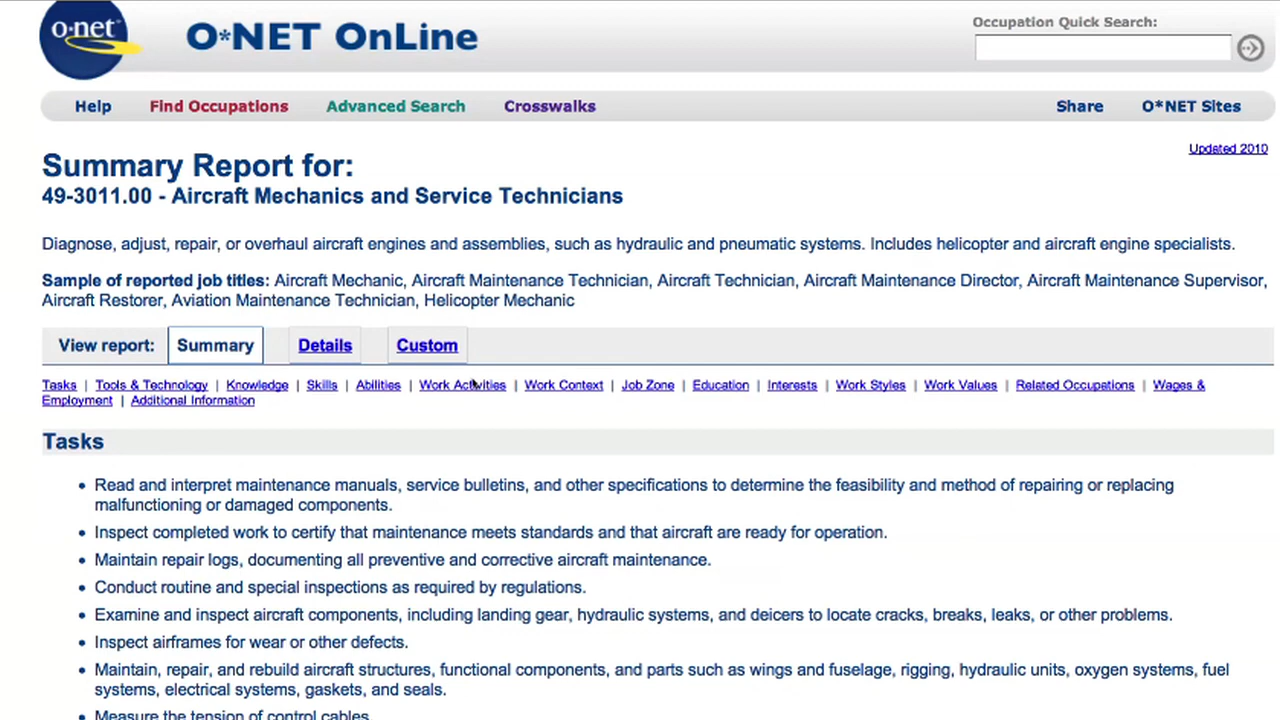 o·net
O*NET OnLine
Occupation Quick Search:
Help Find Occupations Advanced Search Crosswalks Share O*NET Sites
Updated 2010
Summary Report for:
49-3011.00 - Aircraft Mechanics and Service Technicians
Diagnose, adjust, repair, or overhaul aircraft engines and assemblies, such as hydraulic and pneumatic systems. Includes helicopter and aircraft engine specialists.
Sample of reported job titles: Aircraft Mechanic, Aircraft Maintenance Technician, Aircraft Technician, Aircraft Maintenance Director, Aircraft Maintenance Supervisor,
Aircraft Restorer, Aviation Maintenance Technician, Helicopter Mechanic
View report: Summary Details Custom
Tasks | Tools & Technology | Knowledge | Skills | Abilities | Work Activities | Work Context | Job Zone | Education | Interests | Work Styles | Work Values | Related Occupations | Wages &
Employment | Additional Information
Tasks
• Read and interpret maintenance manuals, service bulletins, and other specifications to determine the feasibility and method of repairing or replacing
malfunctioning or damaged components.
• Inspect completed work to certify that maintenance meets standards and that aircraft are ready for operation.
• Maintain repair logs, documenting all preventive and corrective aircraft maintenance.
• Conduct routine and special inspections as required by regulations.
• Examine and inspect aircraft components, including landing gear, hydraulic systems, and deicers to locate cracks, breaks, leaks, or other problems.
• Inspect airframes for wear or other defects.
• Maintain, repair, and rebuild aircraft structures, functional components, and parts such as wings and fuselage, rigging, hydraulic units, oxygen systems, fuel
systems, electrical systems, gaskets, and seals.
• Measure the tension of control cables.